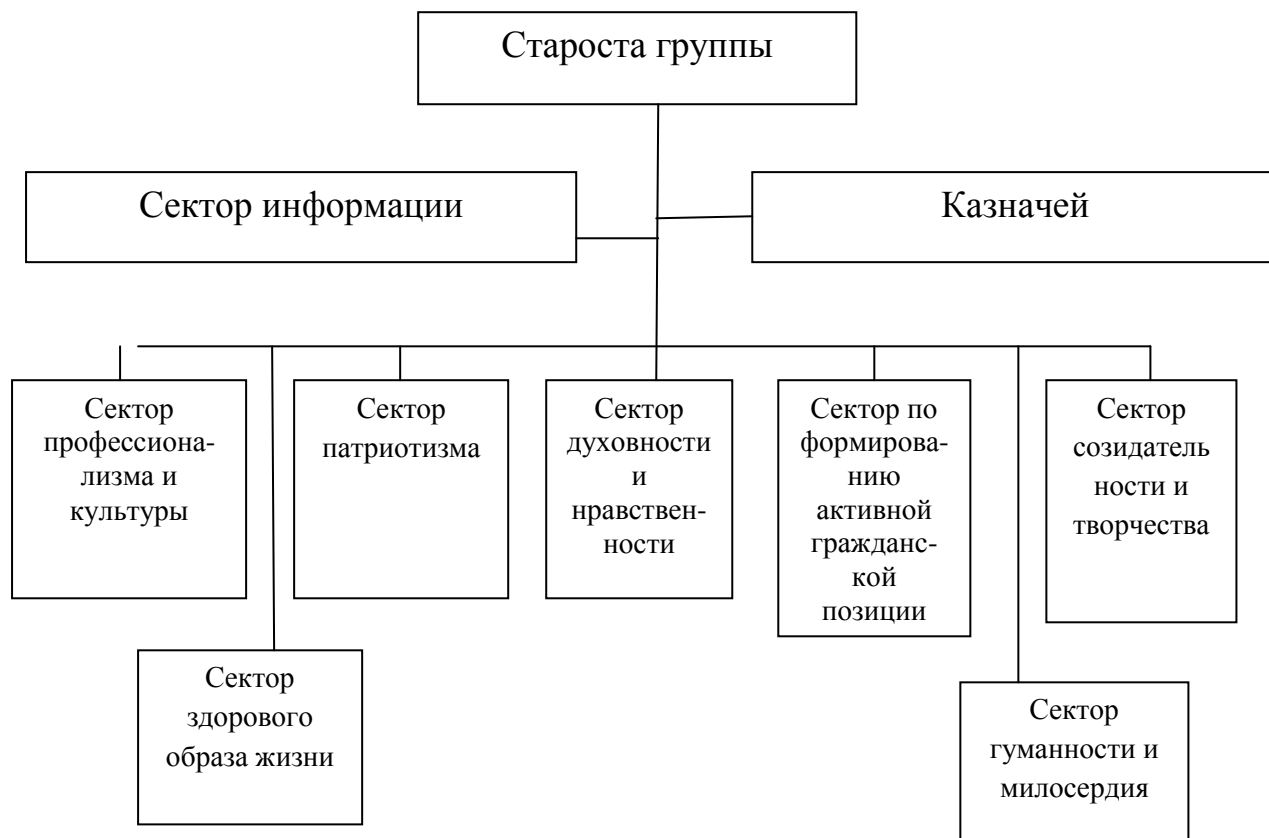 Староста группы
Сектор информации
Казначей
Сектор
профессиона-
лизма и
культуры
Сектор
патриотизма
Сектор
духовности
и
нравствен-
ности
Сектор по
формирова-
нию
активной
гражданс-
кой
позиции
Сектор
созидатель
ности и
творчества
Сектор
здорового
образа жизни
Сектор
гуманности и
милосердия